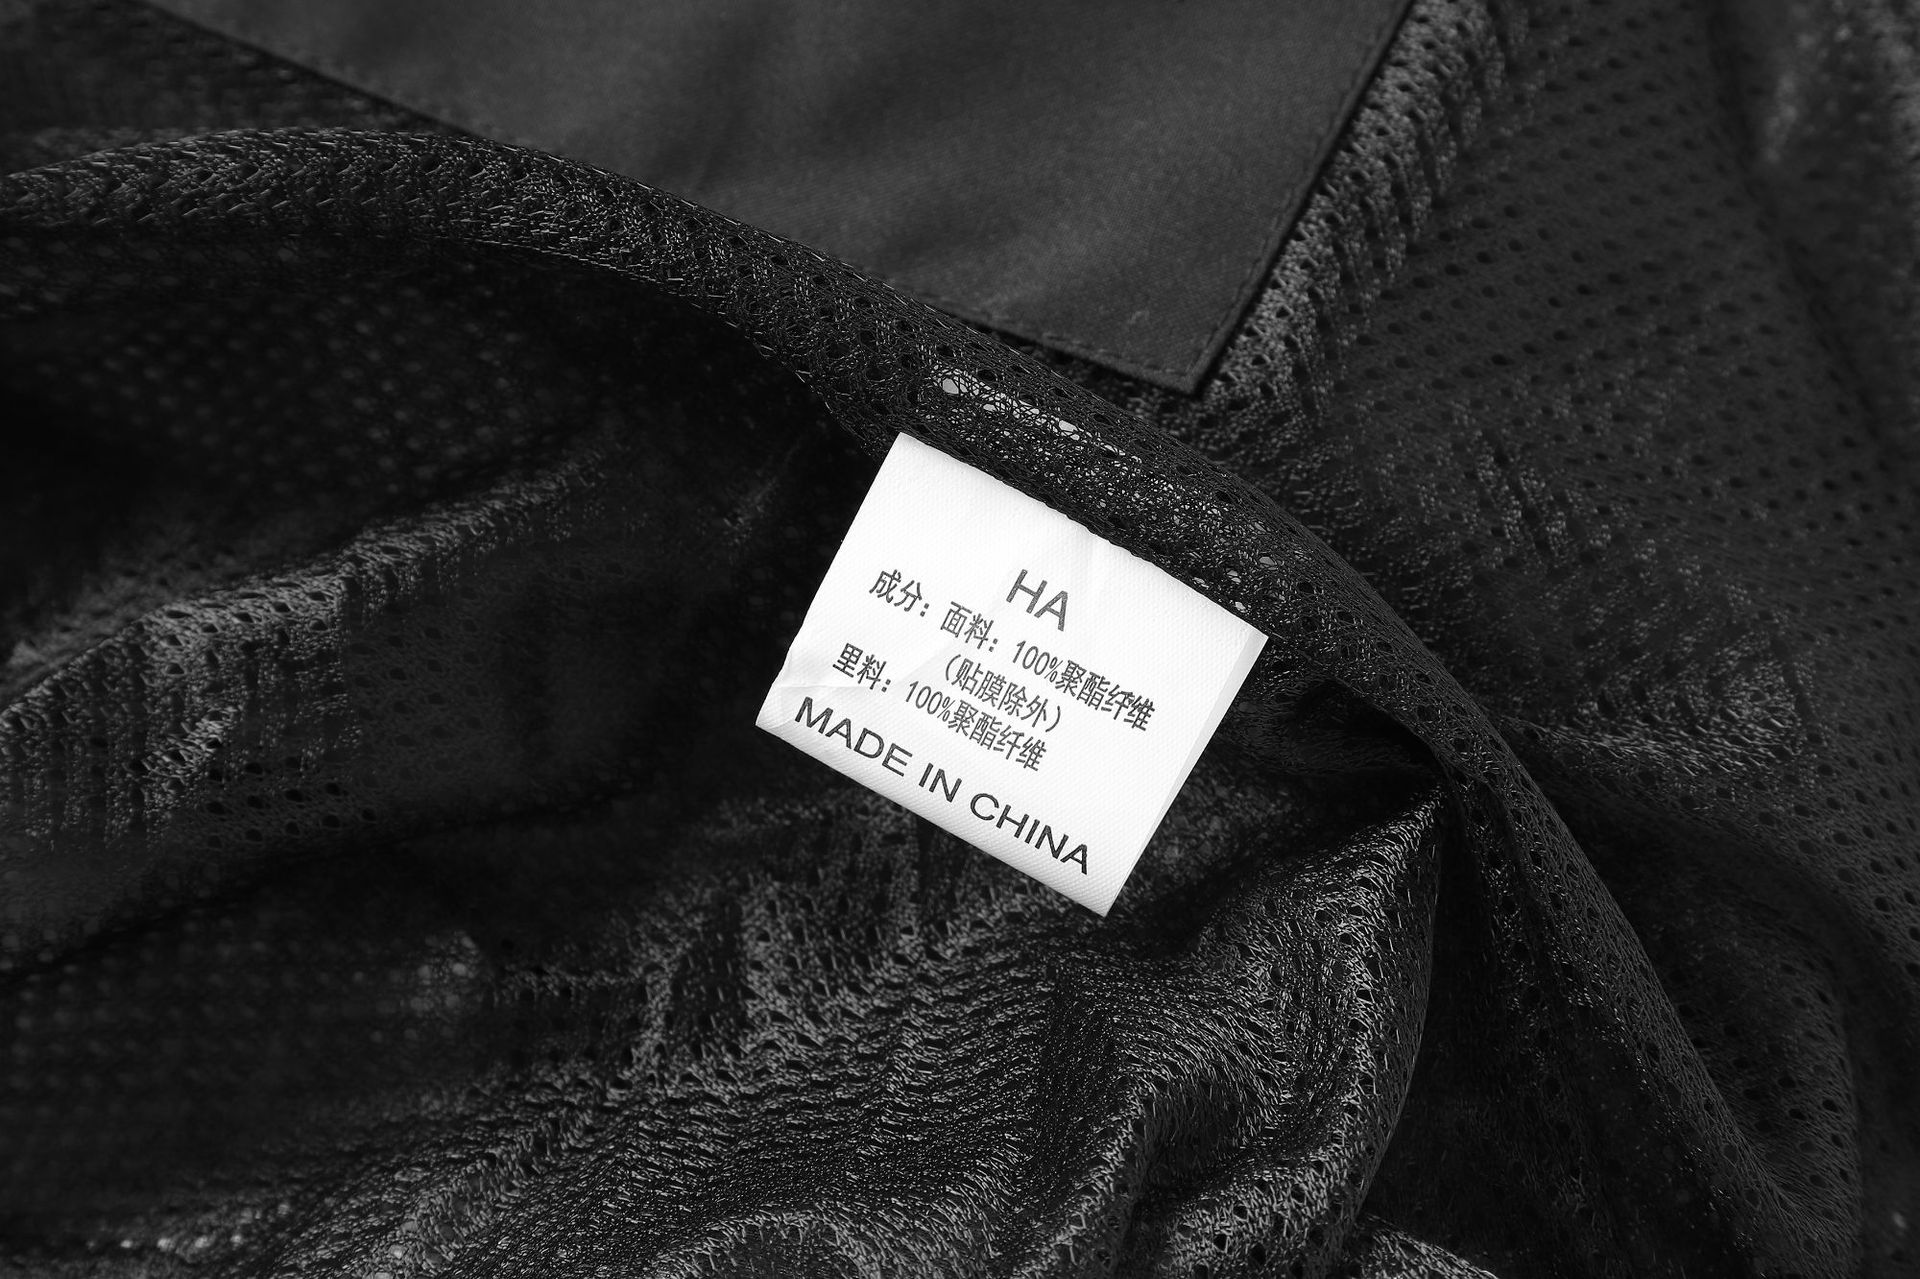 HA
成分：面料：100%聚酯纤维
（贴膜除外）
里料：100%聚酯纤维
MADE IN CHINA